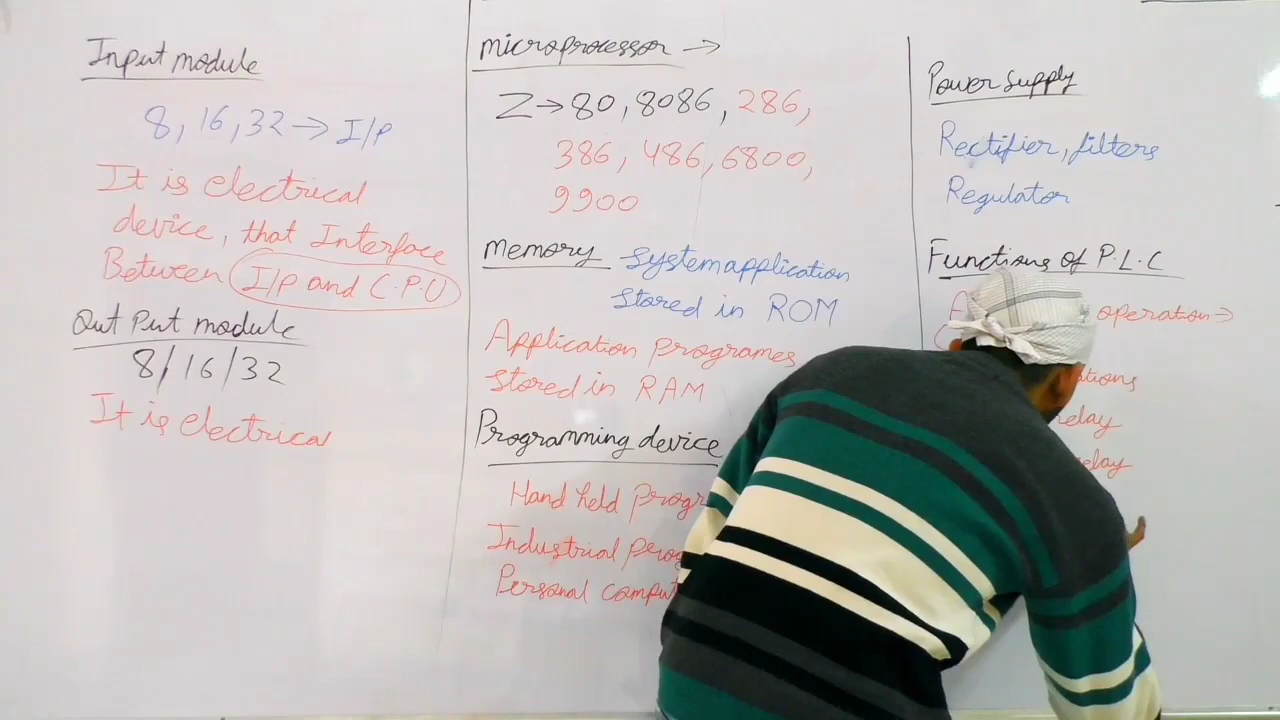 Input module
8, 16, 32 → I/P
It is electrical
device, that Interface
Between I/P and C.P.U
Out Put module
8/16/32
It is electrical
microprocessor →
Z → 80, 8086, 286,
386, 486, 6800,
9900
Memory System application
Stored in ROM
Application programes
Stored in RAM
Programming device
Hand held
Industrial
Personal
Power Supply
Rectifier, filters
Regulator
Functions of P.L.C
operation →